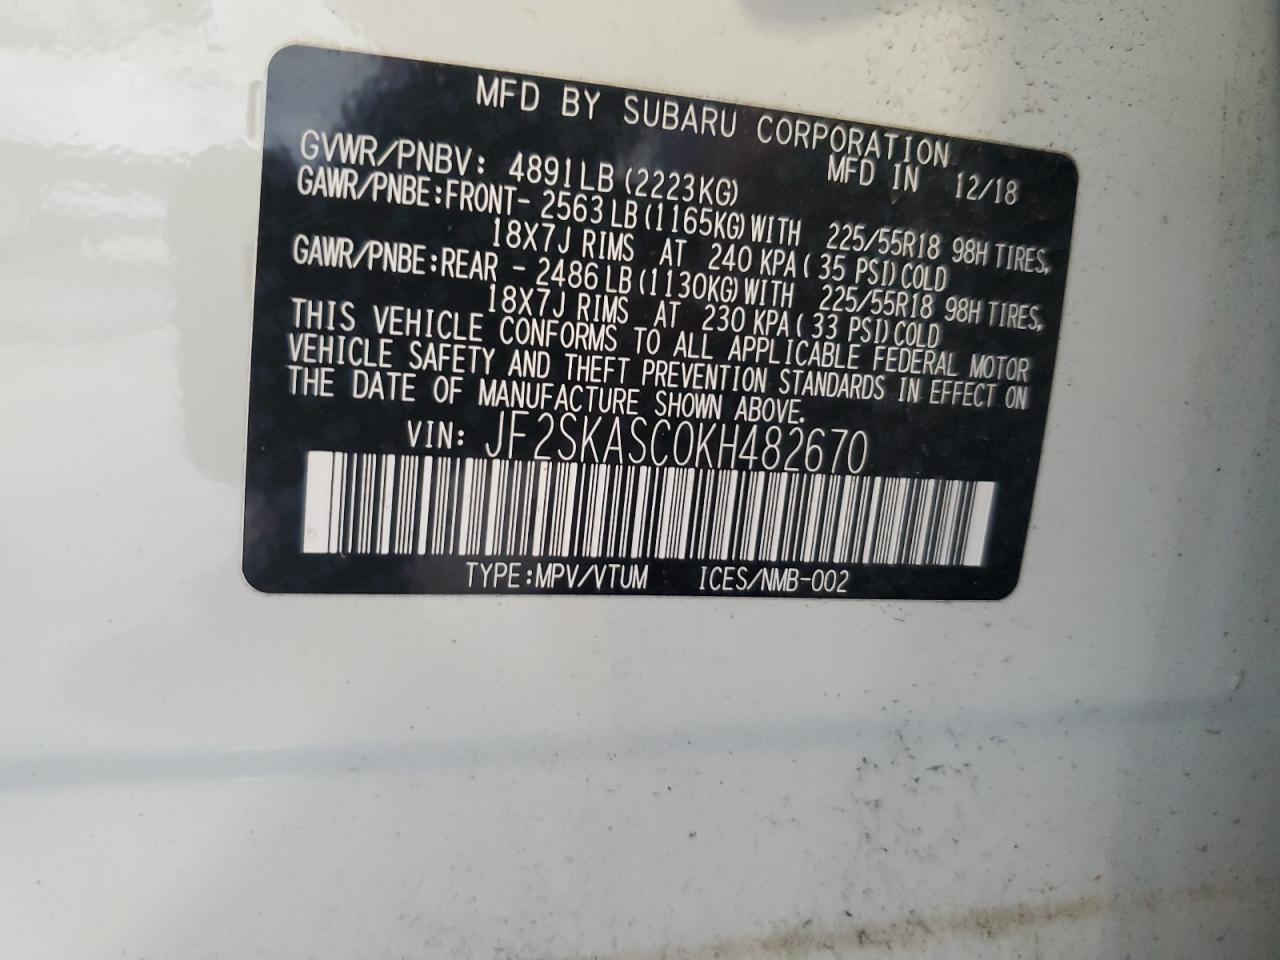 MFD BY SUBARU CORPORATION
GVWR/PNBV: 4891LB (2223KG) MFD IN 12/18
GAWR/PNBE:FRONT- 2563LB(1165KG)WITH 225/55R18 98H TIRES,
18X7J RIMS AT 240 KPA( 35 PSI)COLD
GAWR/PNBE:REAR - 2486LB(1130KG)WITH 225/55R18 98H TIRES,
18X7J RIMS AT 230 KPA( 33 PSI)COLD
THIS VEHICLE CONFORMS TO ALL APPLICABLE FEDERAL MOTOR
VEHICLE SAFETY AND THEFT PREVENTION STANDARDS IN EFFECT ON
THE DATE OF MANUFACTURE SHOWN ABOVE.
VIN: JF2SKASC0KH482670
TYPE:MPV/VTUM ICES/NMB-002